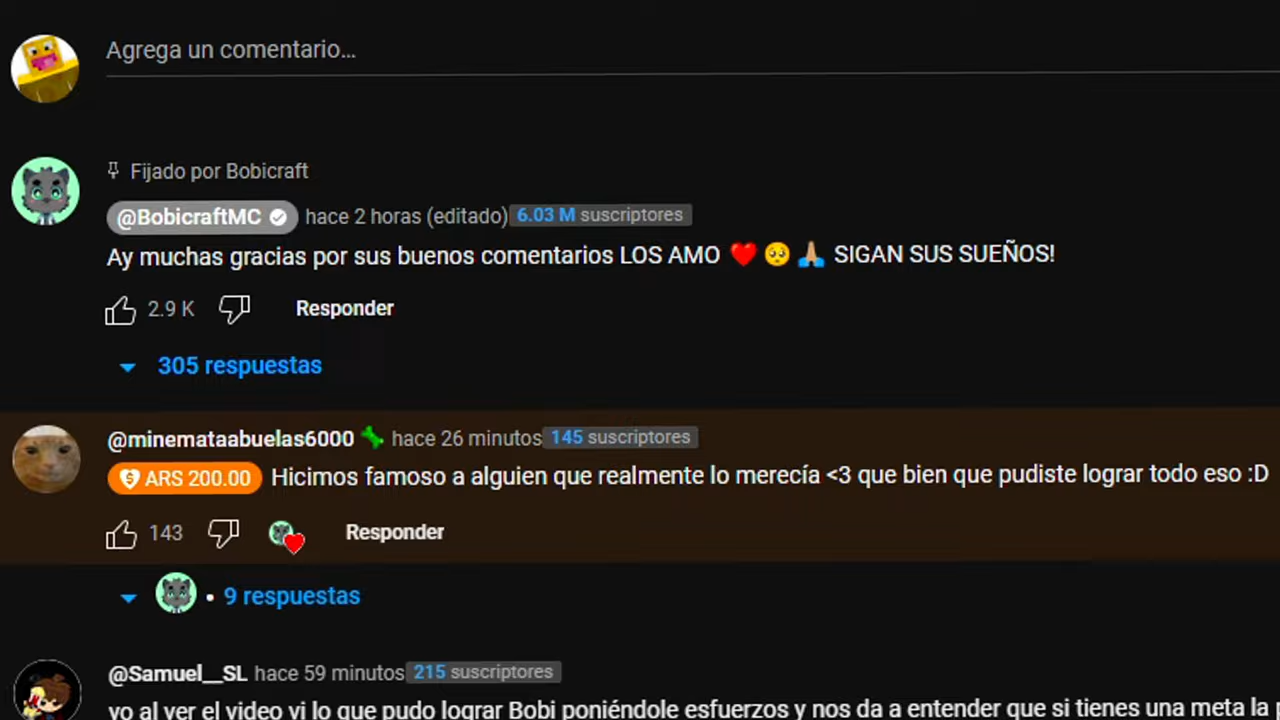 Agrega un comentario...
Fijado por Bobicraft
@BobicraftMC hace 2 horas (editado) 6.03 M suscriptores
Ay muchas gracias por sus buenos comentarios LOS AMO ❤️🥺🙏🏼 SIGAN SUS SUEÑOS!
2.9 K Responder
305 respuestas
@minemataabuelas6000 hace 26 minutos 145 suscriptores
ARS 200.00 Hicimos famoso a alguien que realmente lo merecía <3 que bien que pudiste lograr todo eso :D
143 Responder
• 9 respuestas
@Samuel__SL hace 59 minutos 215 suscriptores
yo al ver el video vi lo que pudo lograr Bobi poniéndole esfuerzos y nos da a entender que si tienes una meta la